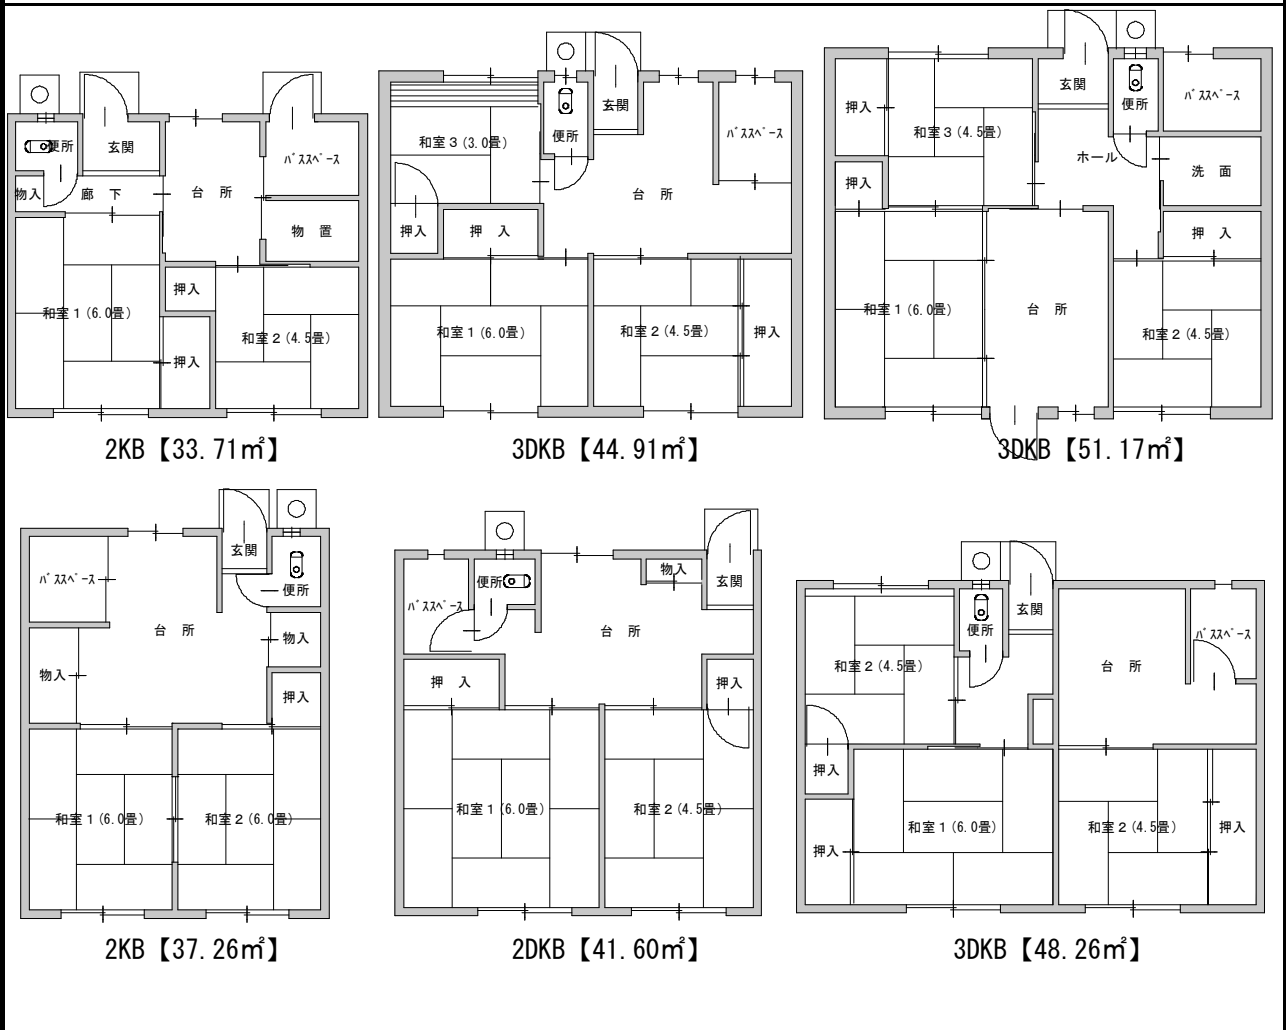 便所
玄関
物入
廊 下
台 所
バススペース
物 置
和室１(6.0畳)
押入
押入
和室２(4.5畳)
2KB【33.71㎡】
和室３(3.0畳)
便所
玄関
バススペース
台 所
押入
押 入
和室１(6.0畳)
和室２(4.5畳)
押入
3DKB【44.91㎡】
押入
和室３(4.5畳)
玄関
便所
バススペース
ホール
洗 面
押入
押 入
和室１(6.0畳)
台 所
和室２(4.5畳)
3DKB【51.17㎡】
玄関
便所
バススペース
台 所
物入
物入
押入
和室１(6.0畳)
和室２(6.0畳)
2KB【37.26㎡】
便所
物入
玄関
バススペース
台 所
押 入
押入
和室１(6.0畳)
和室２(4.5畳)
2DKB【41.60㎡】
玄関
便所
バススペース
和室２(4.5畳)
台 所
押入
和室１(6.0畳)
和室２(4.5畳)
押入
押入
3DKB【48.26㎡】